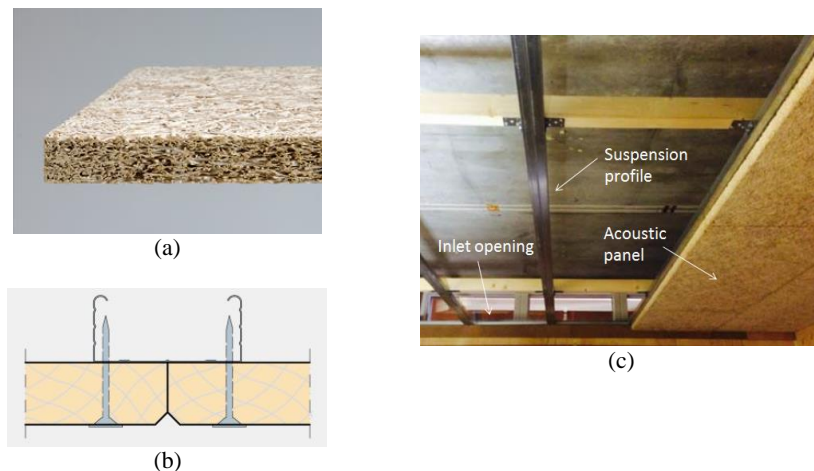 (a)
(b)
Suspension
profile
Inlet opening
Acoustic
panel
(c)